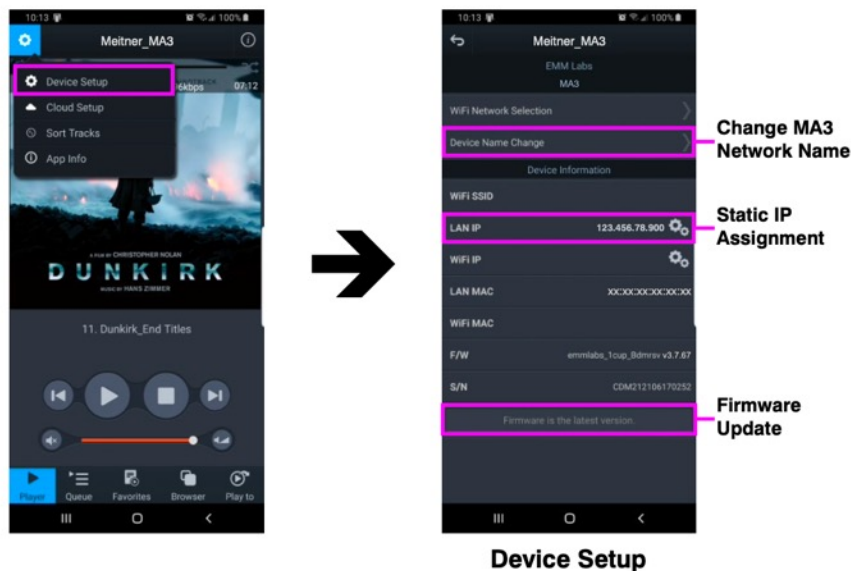 10:13 100%
Meitner_MA3
Device Setup
6kbps 07:12
Cloud Setup
Sort Tracks
App Info
A FILM BY CHRISTOPHER NOLAN
DUNKIRK
MUSIC BY HANS ZIMMER
11. Dunkirk_End Titles
Player Queue Favorites Browser Play to
10:13 100%
Meitner_MA3
EMM Labs
MA3
WiFi Network Selection
Device Name Change
Device Information
WiFi SSID
LAN IP 123.456.78.900
WiFi IP
LAN MAC XX:XX:XX:XX:XX:XX
WiFi MAC
F/W emmlabs_1cup_Bdmrsv v3.7.67
S/N CDM212106170252
Firmware is the latest version.
Change MA3
Network Name
Static IP
Assignment
Firmware
Update
Device Setup